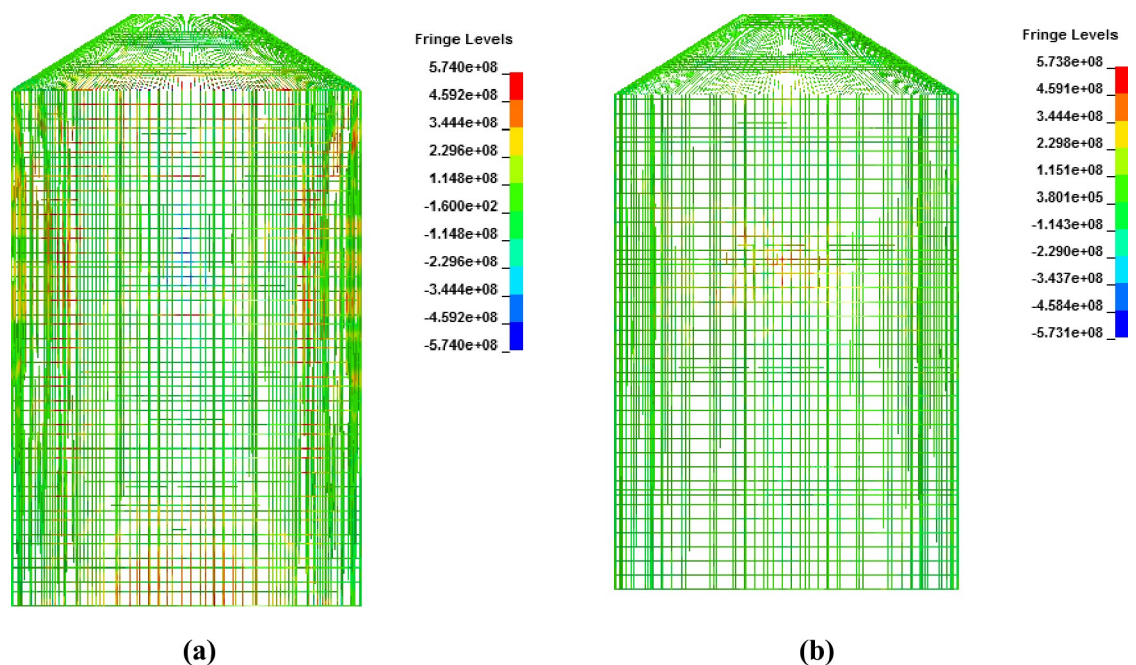 Fringe Levels
5.740e+08
4.592e+08
3.444e+08
2.296e+08
1.148e+08
-1.600e+02
-1.148e+08
-2.296e+08
-3.444e+08
-4.592e+08
-5.740e+08
(a)
Fringe Levels
5.738e+08
4.591e+08
3.444e+08
2.298e+08
1.151e+08
3.801e+05
-1.143e+08
-2.290e+08
-3.437e+08
-4.584e+08
-5.731e+08
(b)